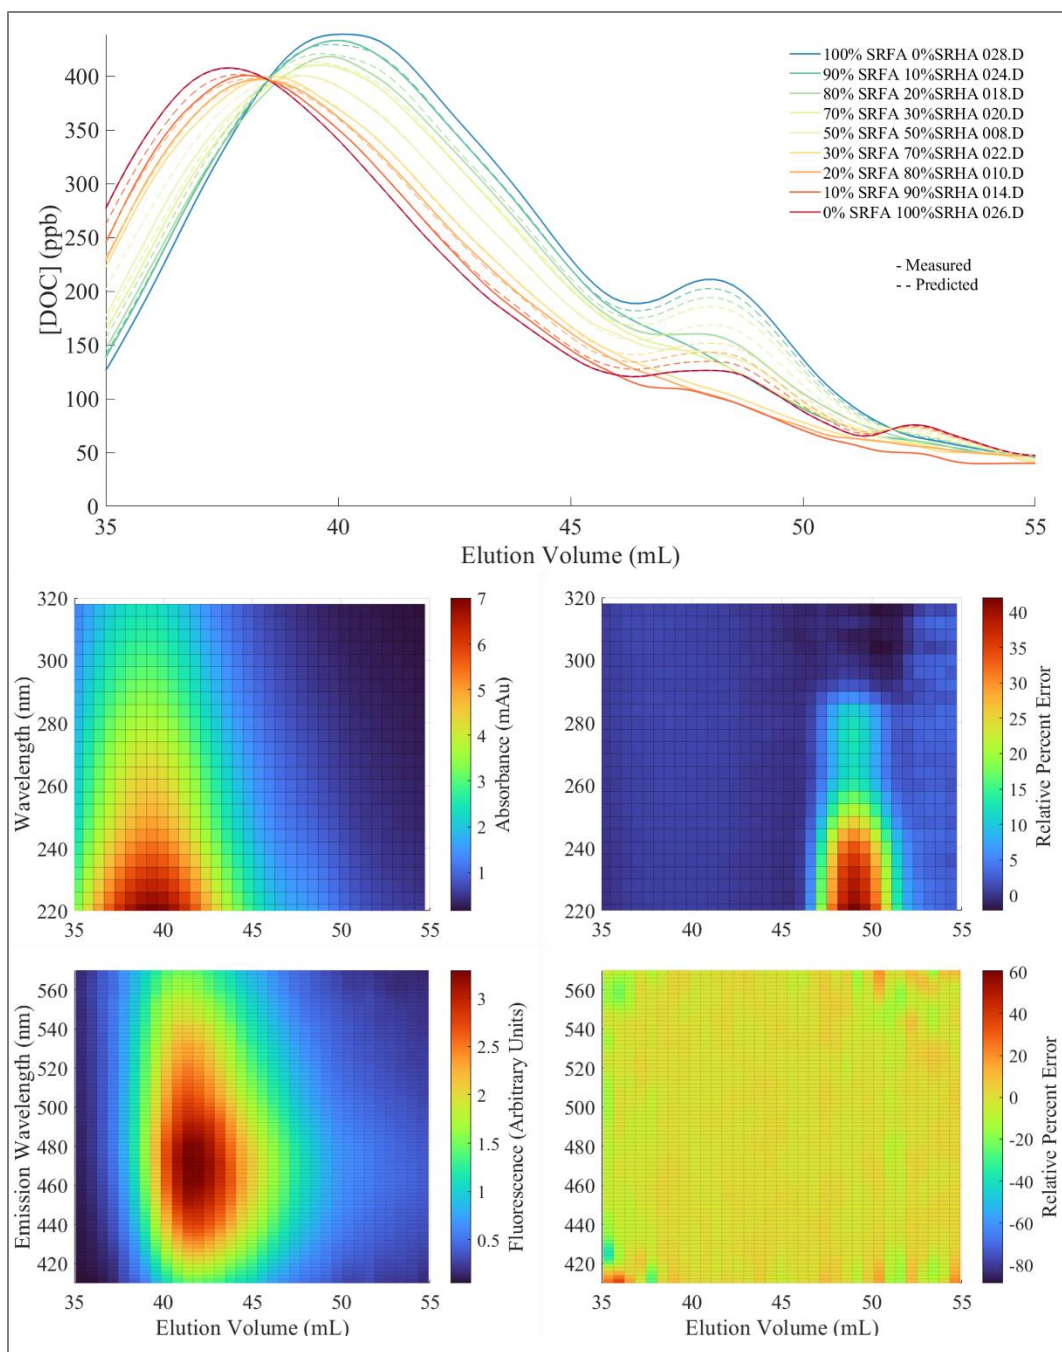 400
350
300
250
200
150
100
50
0
[DOC] (ppb)
100% SRFA 0%SRHA 028.D
90% SRFA 10%SRHA 024.D
80% SRFA 20%SRHA 018.D
70% SRFA 30%SRHA 020.D
50% SRFA 50%SRHA 008.D
30% SRFA 70%SRHA 022.D
20% SRFA 80%SRHA 010.D
10% SRFA 90%SRHA 014.D
0% SRFA 100%SRHA 026.D
- Measured
- - Predicted
35 40 45 50 55
Elution Volume (mL)
320
300
280
260
240
220
Wavelength (nm)
35 40 45 50 55
7
6
5
4
3
2
1
Absorbance (mAu)
320
300
280
260
240
220
35 40 45 50 55
40
35
30
25
20
15
10
5
0
Relative Percent Error
560
540
520
500
480
460
440
420
Emission Wavelength (nm)
35 40 45 50 55
Elution Volume (mL)
3
2.5
2
1.5
1
0.5
Fluorescence (Arbitrary Units)
560
540
520
500
480
460
440
420
35 40 45 50 55
Elution Volume (mL)
60
40
20
0
-20
-40
-60
-80
Relative Percent Error